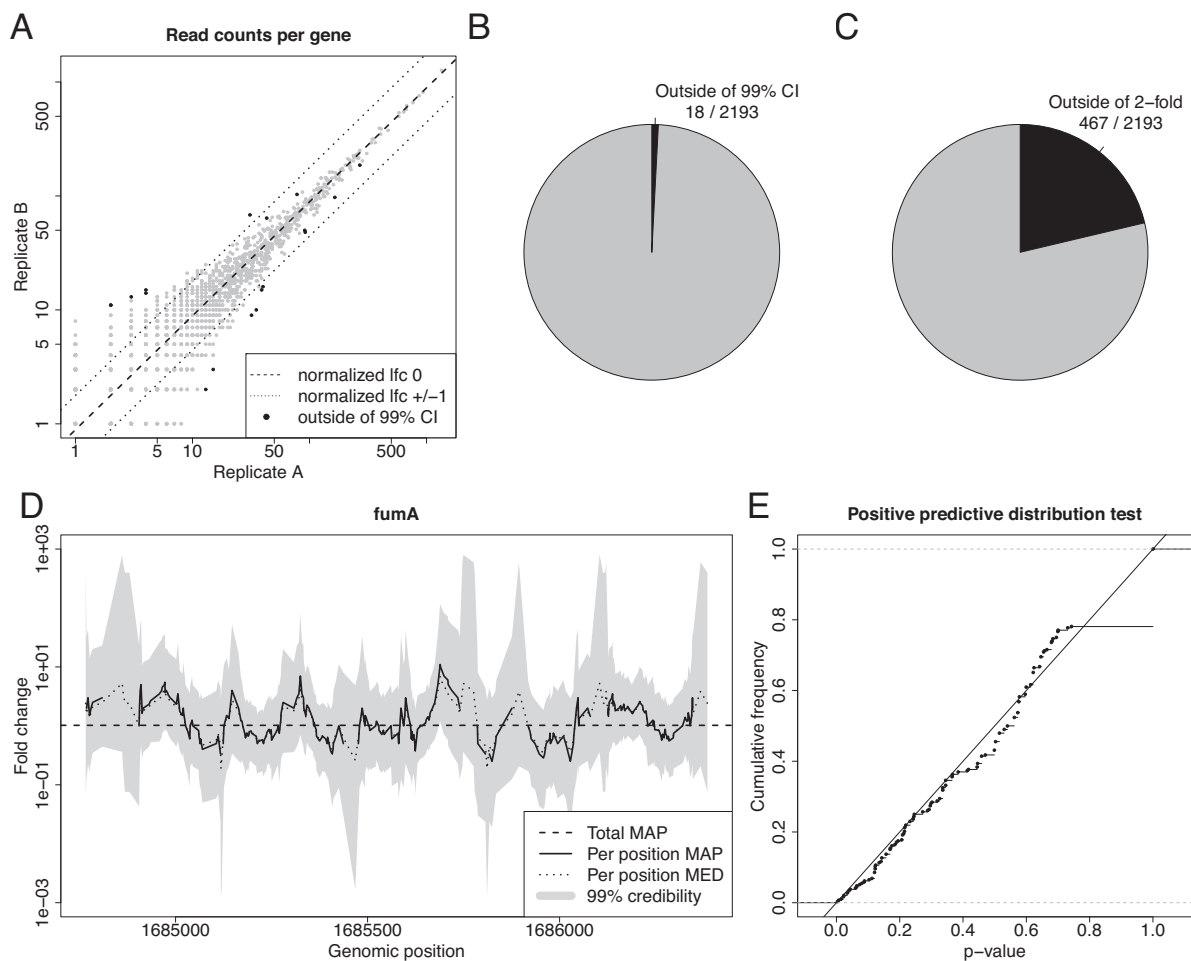 A
Read counts per gene
Replicate B
500
50
10
5
1
1 5 10 50 500
Replicate A
normalized lfc 0
normalized lfc +/−1
outside of 99% CI
B
Outside of 99% CI
18 / 2193
C
Outside of 2−fold
467 / 2193
D
fumA
Fold change
1e+03
1e+01
1e−01
1e−03
1685000 1685500 1686000
Genomic position
Total MAP
Per position MAP
Per position MED
99% credibility
E
Positive predictive distribution test
Cumulative frequency
1.0
0.8
0.6
0.4
0.2
0.0
0.0 0.2 0.4 0.6 0.8 1.0
p−value